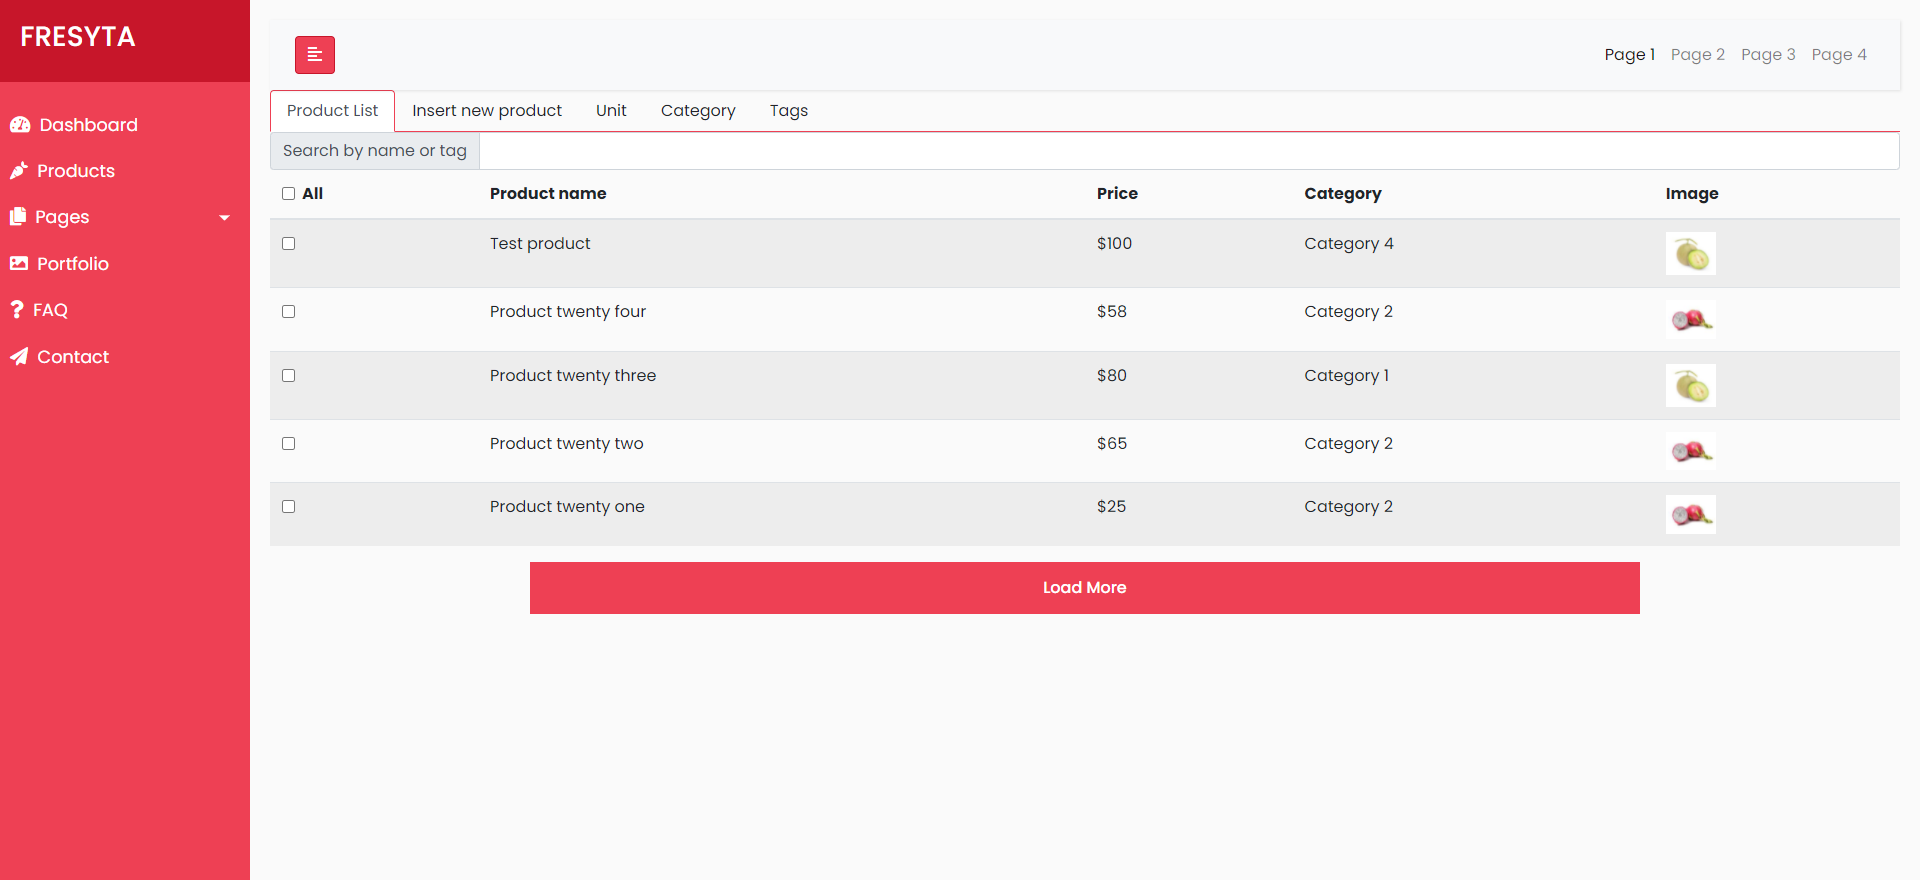 FRESYTA
Dashboard
Products
Pages
Portfolio
FAQ
Contact
Page 1 Page 2 Page 3 Page 4
Product List Insert new product Unit Category Tags
Search by name or tag
All Product name Price Category Image
Test product $100 Category 4
Product twenty four $58 Category 2
Product twenty three $80 Category 1
Product twenty two $65 Category 2
Product twenty one $25 Category 2
Load More